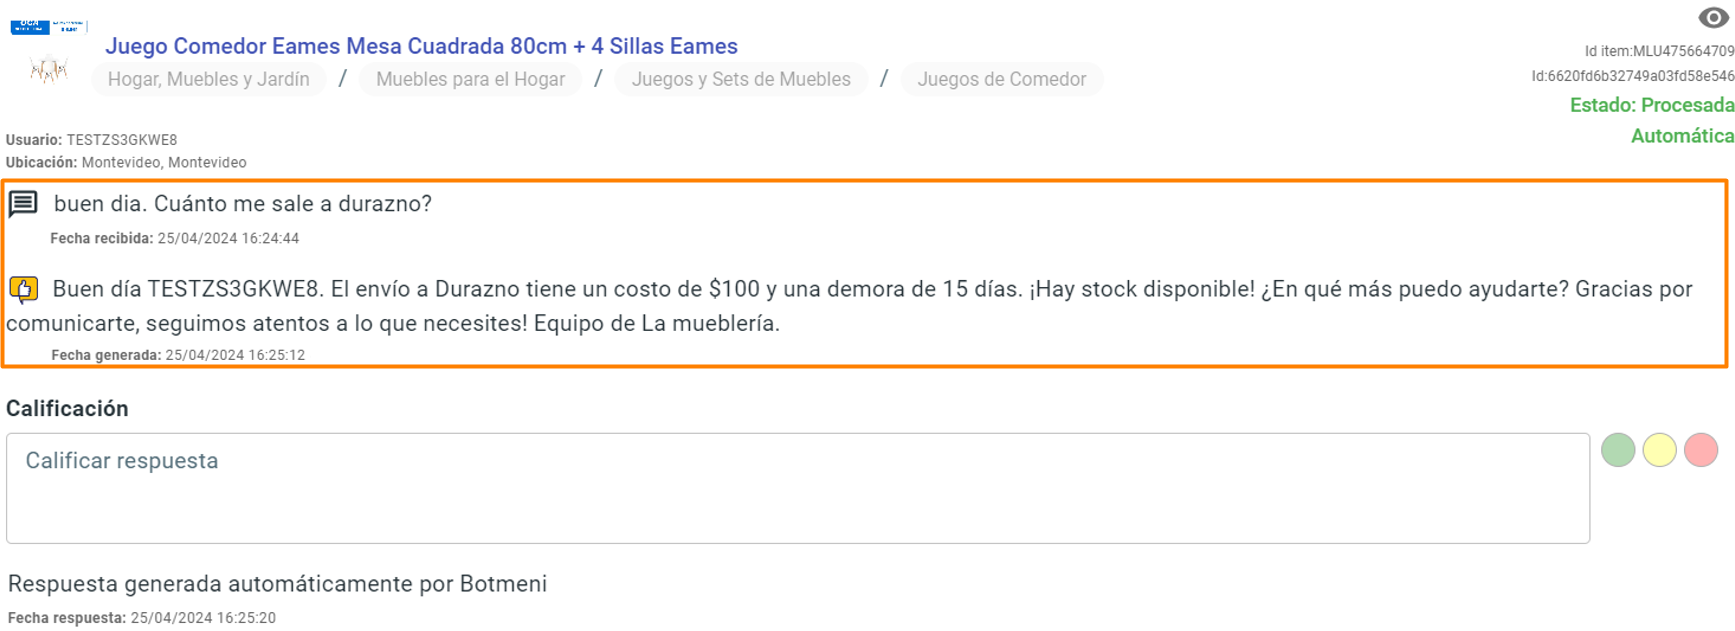 Juego Comedor Eames Mesa Cuadrada 80cm + 4 Sillas Eames
Hogar, Muebles y Jardín / Muebles para el Hogar / Juegos y Sets de Muebles / Juegos de Comedor
Id item:MLU475664709
Id:6620fd6b32749a03fd58e546
Estado: Procesada
Automática
Usuario: TESTZS3GKWE8
Ubicación: Montevideo, Montevideo
buen dia. Cuánto me sale a durazno?
Fecha recibida: 25/04/2024 16:24:44
Buen día TESTZS3GKWE8. El envío a Durazno tiene un costo de $100 y una demora de 15 días. ¡Hay stock disponible! ¿En qué más puedo ayudarte? Gracias por
comunicarte, seguimos atentos a lo que necesites! Equipo de La mueblería.
Fecha generada: 25/04/2024 16:25:12
Calificación
Calificar respuesta
Respuesta generada automáticamente por Botmeni
Fecha respuesta: 25/04/2024 16:25:20